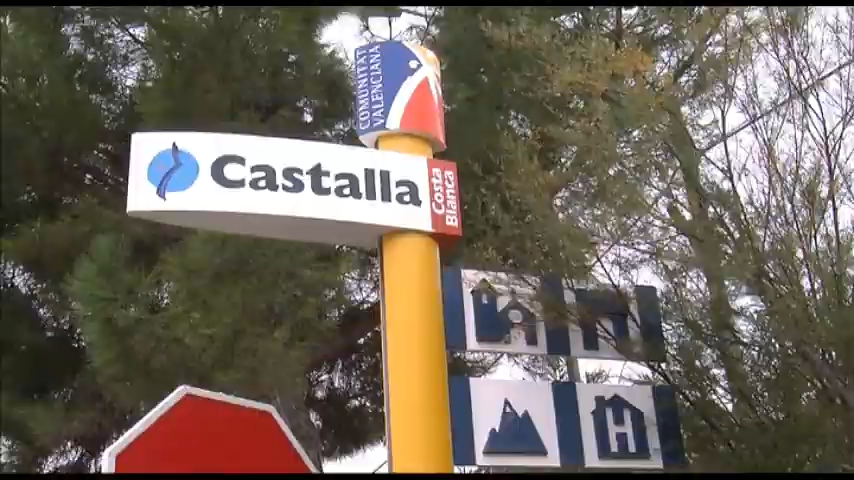 COMUNITAT
VALENCIANA
Castalla
Costa
Blanca
H